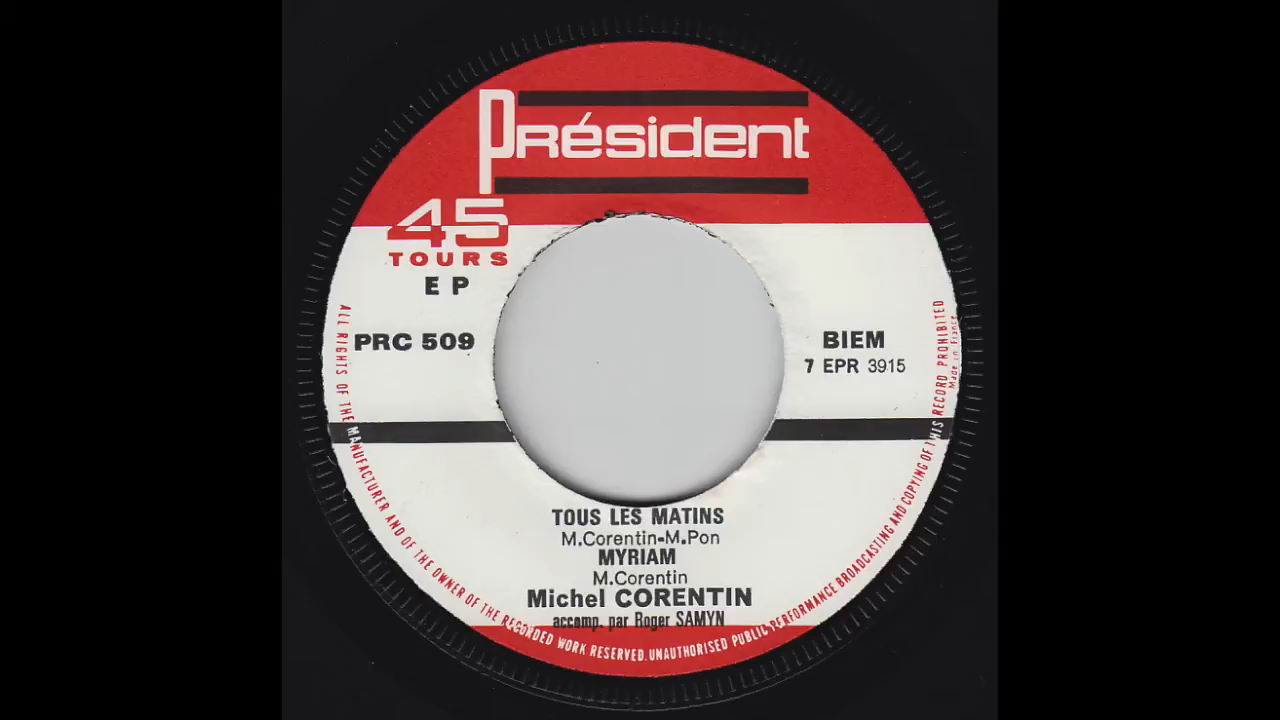 Président
45
TOURS
E P
PRC 509
BIEM
7 EPR 3915
TOUS LES MATINS
M.Corentin-M.Pon
MYRIAM
M.Corentin
Michel CORENTIN
accomp. par Roger SAMYN
ALL RIGHTS OF THE MANUFACTURER AND OF THE OWNER OF THE RECORDED WORK RESERVED. UNAUTHORISED PUBLIC PERFORMANCE BROADCASTING AND COPYING OF THIS RECORD PROHIBITED
Made in France